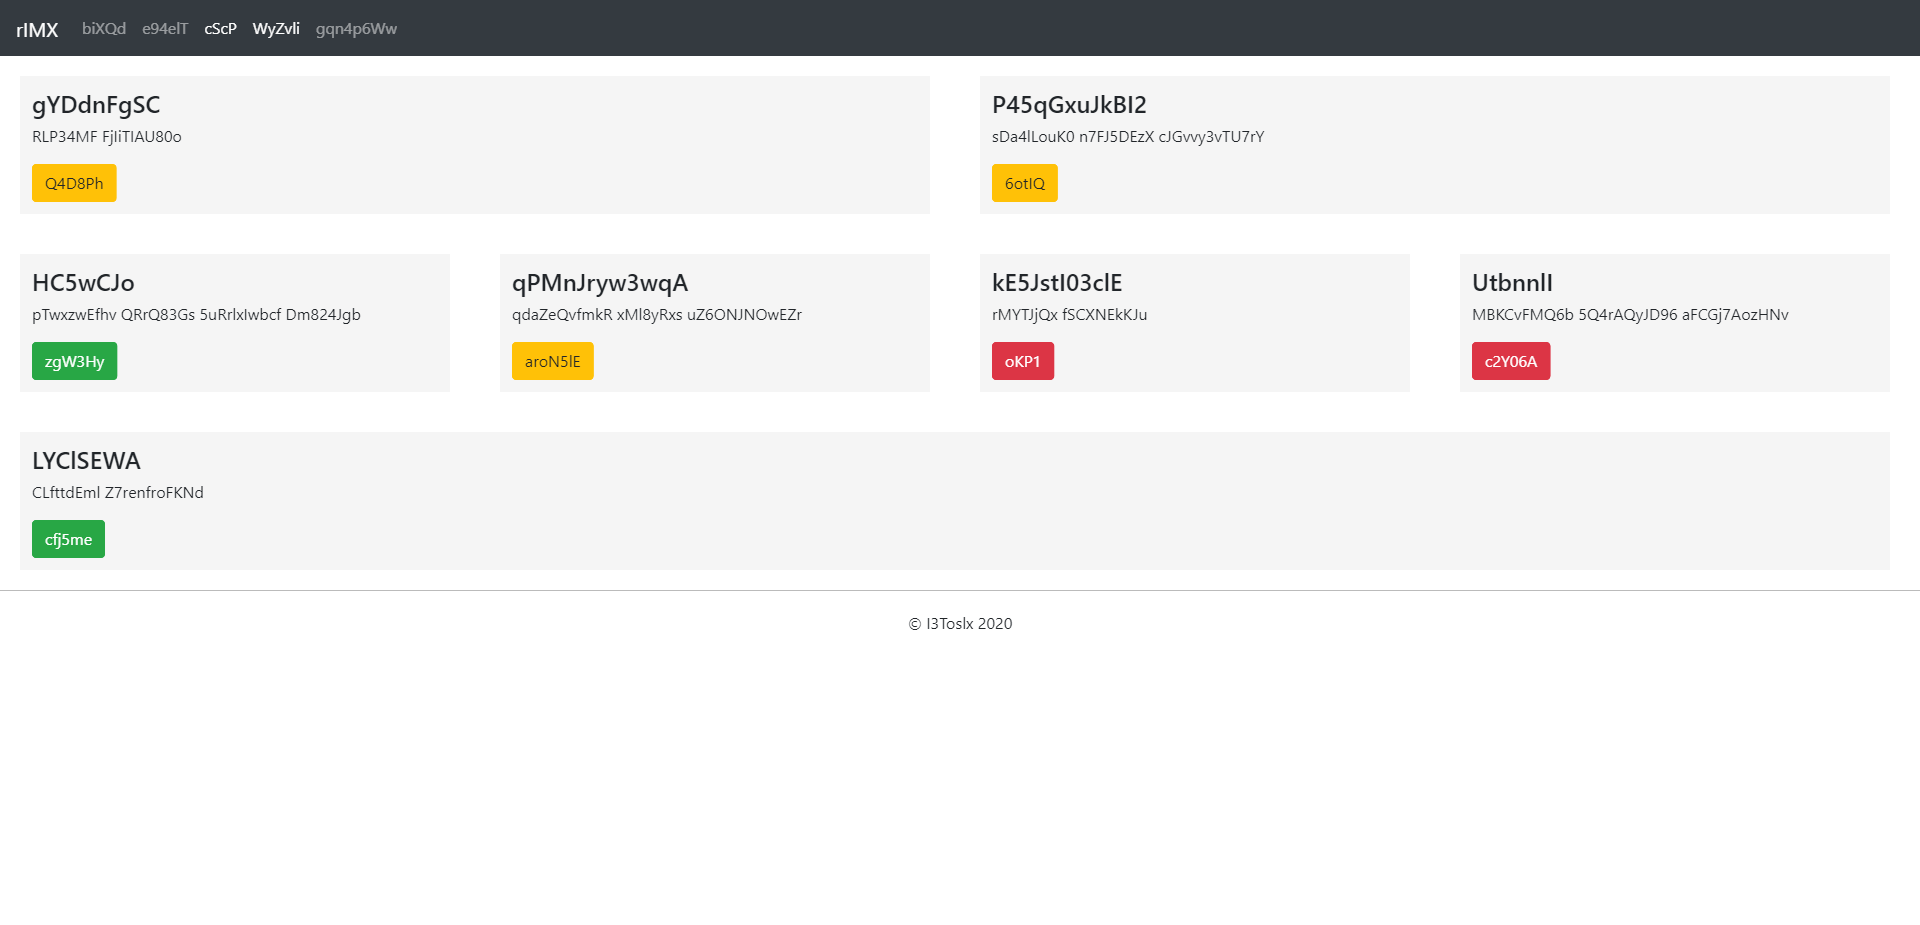 rIMX biXQd e94elT cScP WyZvli gqn4p6Ww
gYDdnFgSC
RLP34MF FjIiTIAU80o
Q4D8Ph
P45qGxuJkBI2
sDa4lLouK0 n7FJ5DEzX cJGvvy3vTU7rY
6otIQ
HC5wCJo
pTwxzwEfhv QRrQ83Gs 5uRrlxIwbcf Dm824Jgb
zgW3Hy
qPMnJryw3wqA
qdaZeQvfmkR xMl8yRxs uZ6ONJNOwEZr
aroN5lE
kE5JstI03clE
rMYTJjQx fSCXNEkKJu
oKP1
UtbnnlI
MBKCvFMQ6b 5Q4rAQyJD96 aFCGj7AozHNv
c2Y06A
LYClSEWA
CLfttdEml Z7renfroFKNd
cfj5me
© I3Toslx 2020